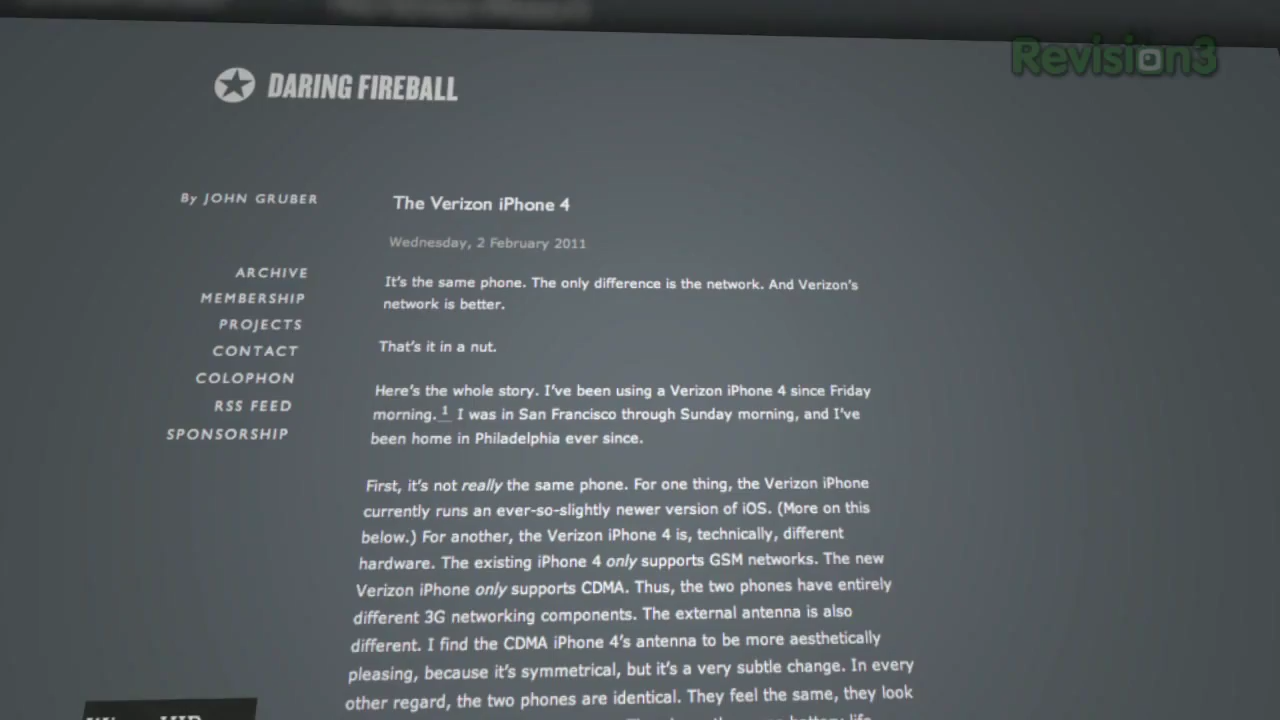 Revision3
DARING FIREBALL
By JOHN GRUBER
ARCHIVE
MEMBERSHIP
PROJECTS
CONTACT
COLOPHON
RSS FEED
SPONSORSHIP
The Verizon iPhone 4
Wednesday, 2 February 2011
It's the same phone. The only difference is the network. And Verizon's
network is better.
That's it in a nut.
Here's the whole story. I've been using a Verizon iPhone 4 since Friday
morning.1 I was in San Francisco through Sunday morning, and I've
been home in Philadelphia ever since.
First, it's not really the same phone. For one thing, the Verizon iPhone
currently runs an ever-so-slightly newer version of iOS. (More on this
below.) For another, the Verizon iPhone 4 is, technically, different
hardware. The existing iPhone 4 only supports GSM networks. The new
Verizon iPhone only supports CDMA. Thus, the two phones have entirely
different 3G networking components. The external antenna is also
different. I find the CDMA iPhone 4's antenna to be more aesthetically
pleasing, because it's symmetrical, but it's a very subtle change. In every
other regard, the two phones are identical. They feel the same, they look
battery life